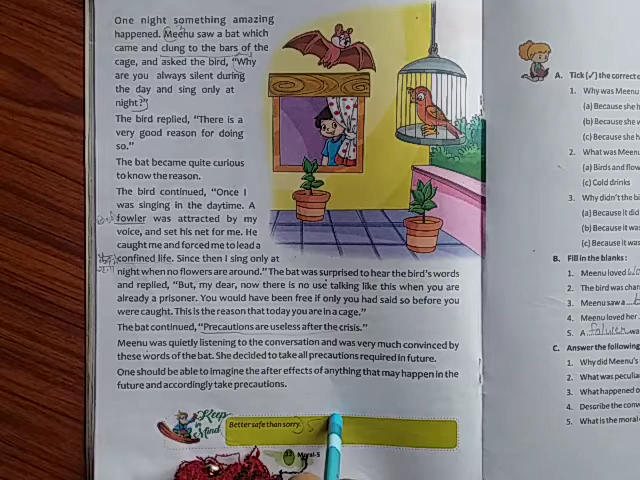 One night something amazing
happened. Meenu saw a bat which
came and clung to the bars of the
cage, and asked the bird, "Why
are you always silent during
the day and sing only at
night?"
The bird replied, "There is a
very good reason for doing
so."
The bat became quite curious
to know the reason.
The bird continued, "Once I
was singing in the daytime. A
fowler was attracted by my
voice, and set his net for me. He
caught me and forced me to lead a
confined life. Since then I sing only at
night when no flowers are around." The bat was surprised to hear the bird's words
and replied, "But, my dear, now there is no use talking like this when you are
already a prisoner. You would have been free if only you had said so before you
were caught. This is the reason that today you are in a cage."
The bat continued, "Precautions are useless after the crisis."
Meenu was quietly listening to the conversation and was very much convinced by
these words of the bat. She decided to take all precautions required in future.
One should be able to imagine the after effects of anything that may happen in the
future and accordingly take precautions.
Keep
in
Mind
Better safe than sorry.
32 Moral-5
A. Tick (✓) the correct
1. Why was Meenu
(a) Because she h
(b) Because she w
(c) Because she h
2. What was Meenu
(a) Birds and flow
(c) Cold drinks
3. Why didn't the bi
(a) Because it did
(b) Because it wa
(c) Because it was
B. Fill in the blanks:
1. Meenu loved
2. The bird was chan
3. Meenu saw a
4. Meenu loved her
5. A wa
C. Answer the following
1. Why did Meenu's
2. What was peculia
3. What happened o
4. Describe the conv
5. What is the moral